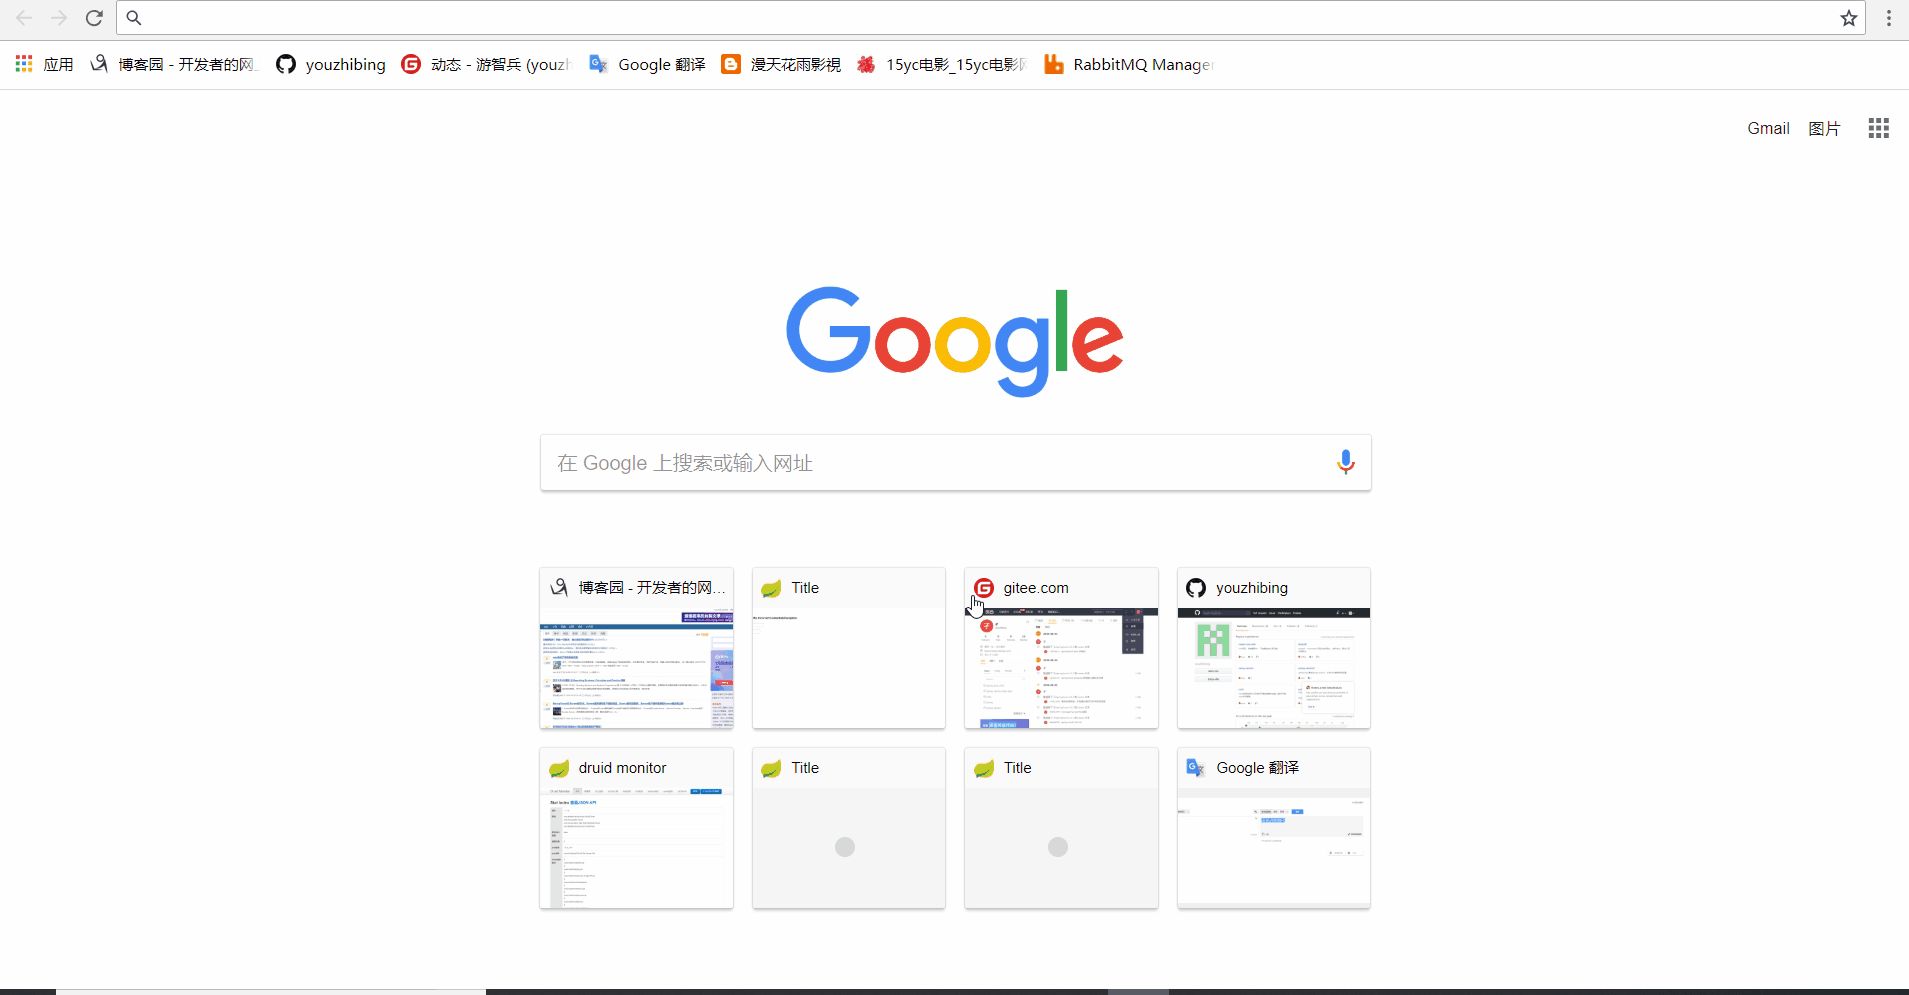 应用 博客园 - 开发者的网 youzhibing 动态 - 游智兵 (youzh Google 翻译 漫天花雨影視 15yc电影_15yc电影网 RabbitMQ Manager
Gmail 图片
Google
在 Google 上搜索或输入网址
博客园 - 开发者的网... Title gitee.com youzhibing
druid monitor Title Title Google 翻译